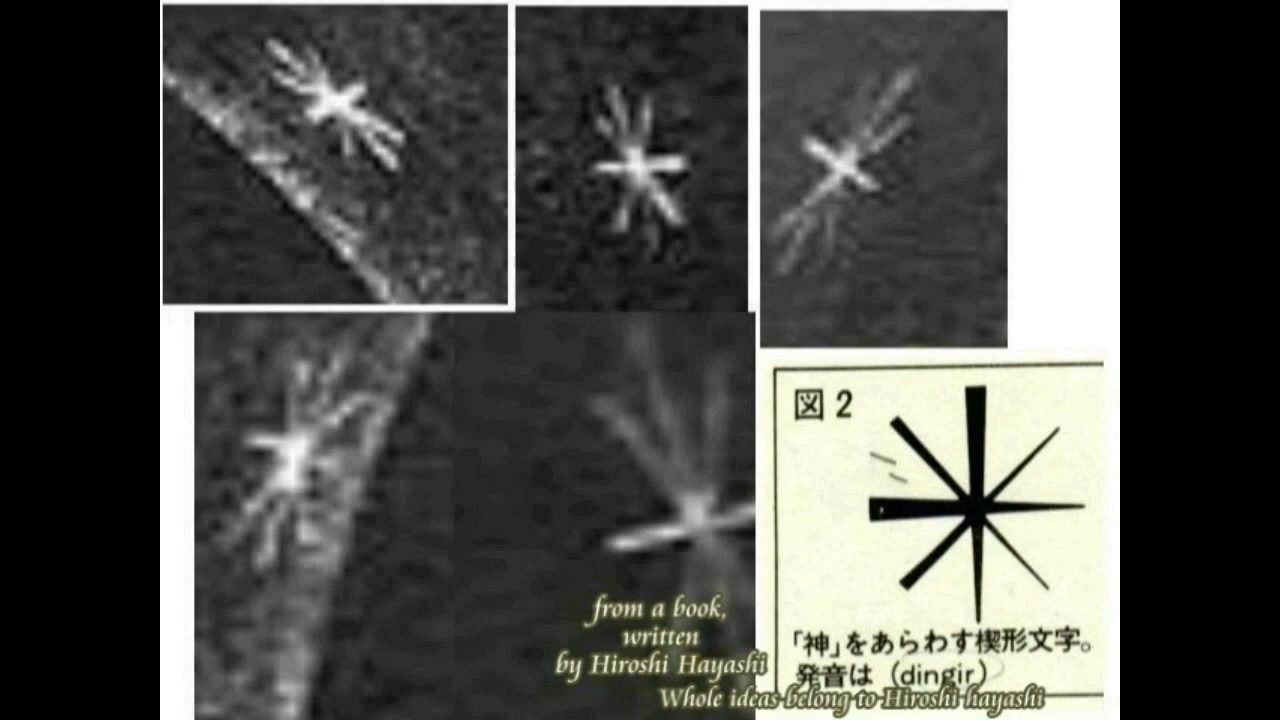 図2
「神」をあらわす楔形文字。
発音は（dingir）
from a book,
written
by Hiroshi Hayashi
Whole ideas belong to Hiroshi hayashi